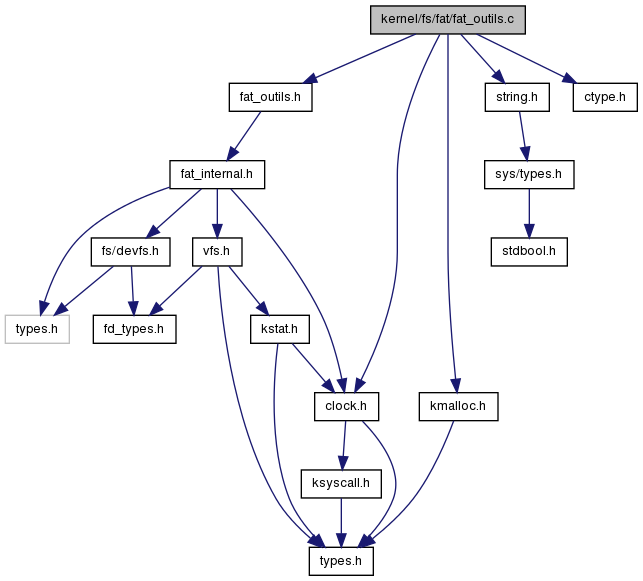 kernel/fs/fat/fat_outils.c
fat_outils.h
string.h
ctype.h
fat_internal.h
sys/types.h
fs/devfs.h
vfs.h
stdbool.h
types.h
fd_types.h
kstat.h
clock.h
kmalloc.h
ksyscall.h
types.h